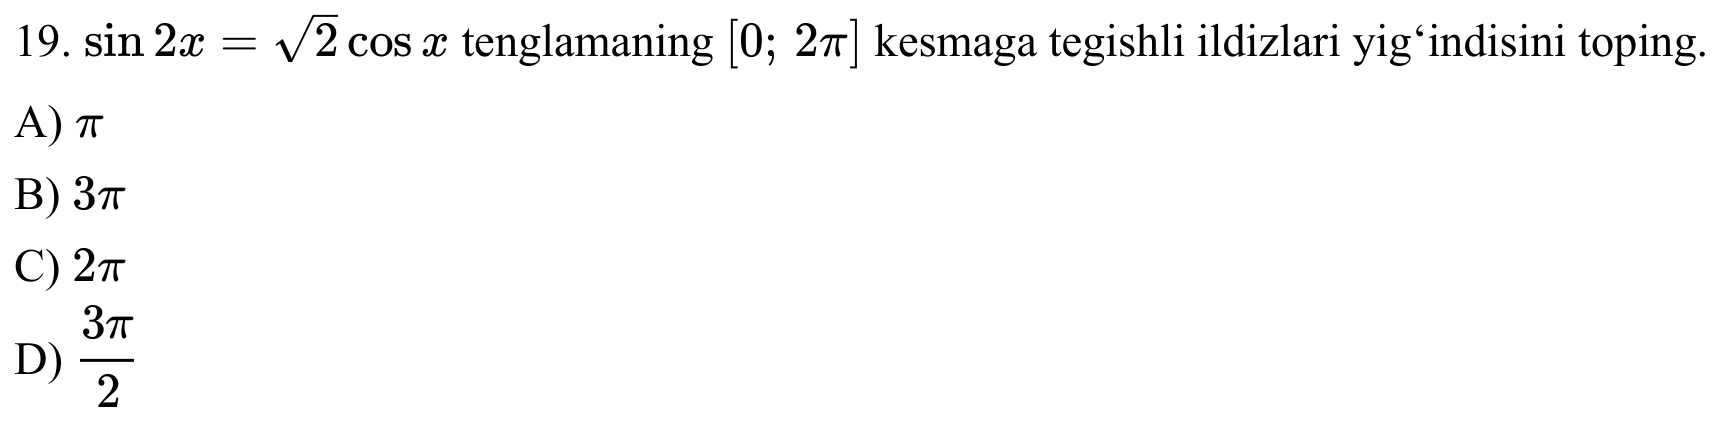 19. sin 2x = √2 cos x tenglamaning [0; 2π] kesmaga tegishli ildizlari yig‘indisini toping.
A) π
B) 3π
C) 2π
D) 3π/2